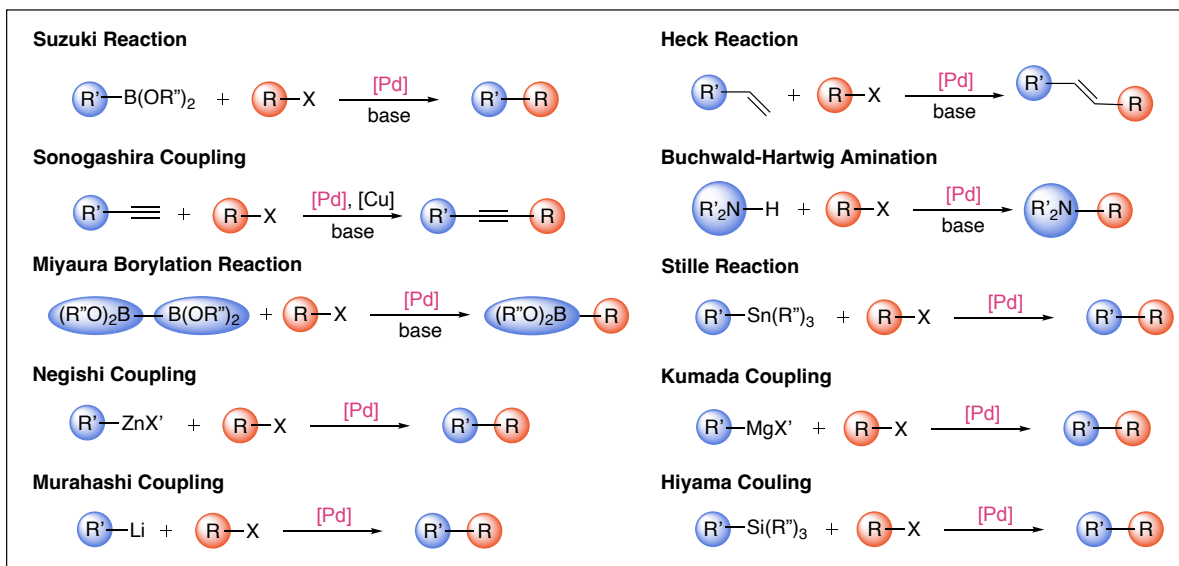 Suzuki Reaction
R'—B(OR")₂ + R—X [Pd] base R'—R
Sonogashira Coupling
R' + R—X [Pd], [Cu] base R' R
Miyaura Borylation Reaction
(R"O)₂B—B(OR")₂ + R—X [Pd] base (R"O)₂B—R
Negishi Coupling
R'—ZnX' + R—X [Pd] R'—R
Murahashi Coupling
R'—Li + R—X [Pd] R'—R
Heck Reaction
R' + R—X [Pd] base R' R
Buchwald-Hartwig Amination
R'₂N—H + R—X [Pd] base R'₂N—R
Stille Reaction
R'—Sn(R")₃ + R—X [Pd] R'—R
Kumada Coupling
R'—MgX' + R—X [Pd] R'—R
Hiyama Couling
R'—Si(R")₃ + R—X [Pd] R'—R